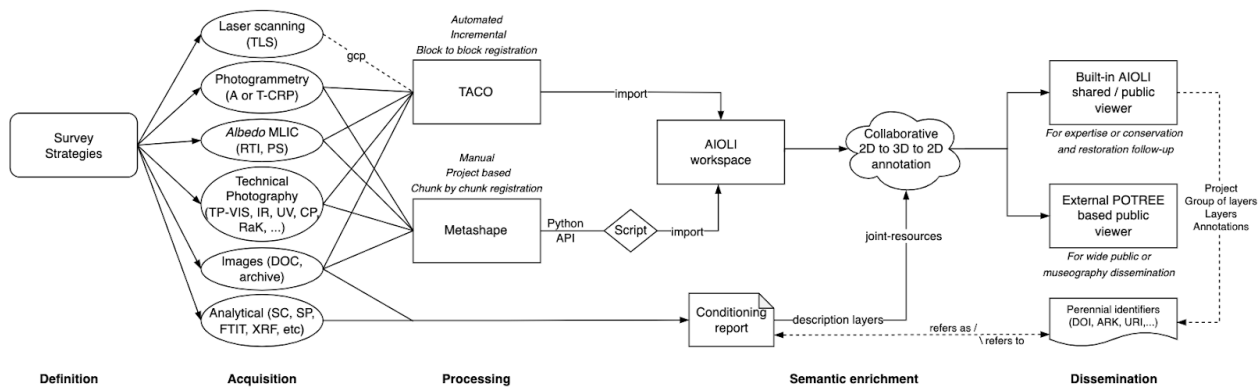 Survey
Strategies
Laser scanning
(TLS)
Photogrammetry
(A or T-CRP)
Albedo MLIC
(RTI, PS)
Technical
Photography
(TP-VIS, IR, UV, CP,
RaK, ...)
Images (DOC,
archive)
Analytical (SC, SP,
FTIT, XRF, etc)
gcp
Automated
Incremental
Block to block registration
TACO
Manual
Project based
Chunk by chunk registration
Metashape
Python
API
Script
import
import
AIOLI
workspace
Collaborative
2D to 3D to 2D
annotation
joint-resources
Conditioning
report
description layers
Built-in AIOLI
shared / public
viewer
For expertise or conservation
and restoration follow-up
External POTREE
based public
viewer
For wide public or
museography dissemination
Project
Group of layers
Layers
Annotations
Perennial identifiers
(DOI, ARK, URI,...)
refers as /
\ refers to
Definition
Acquisition
Processing
Semantic enrichment
Dissemination